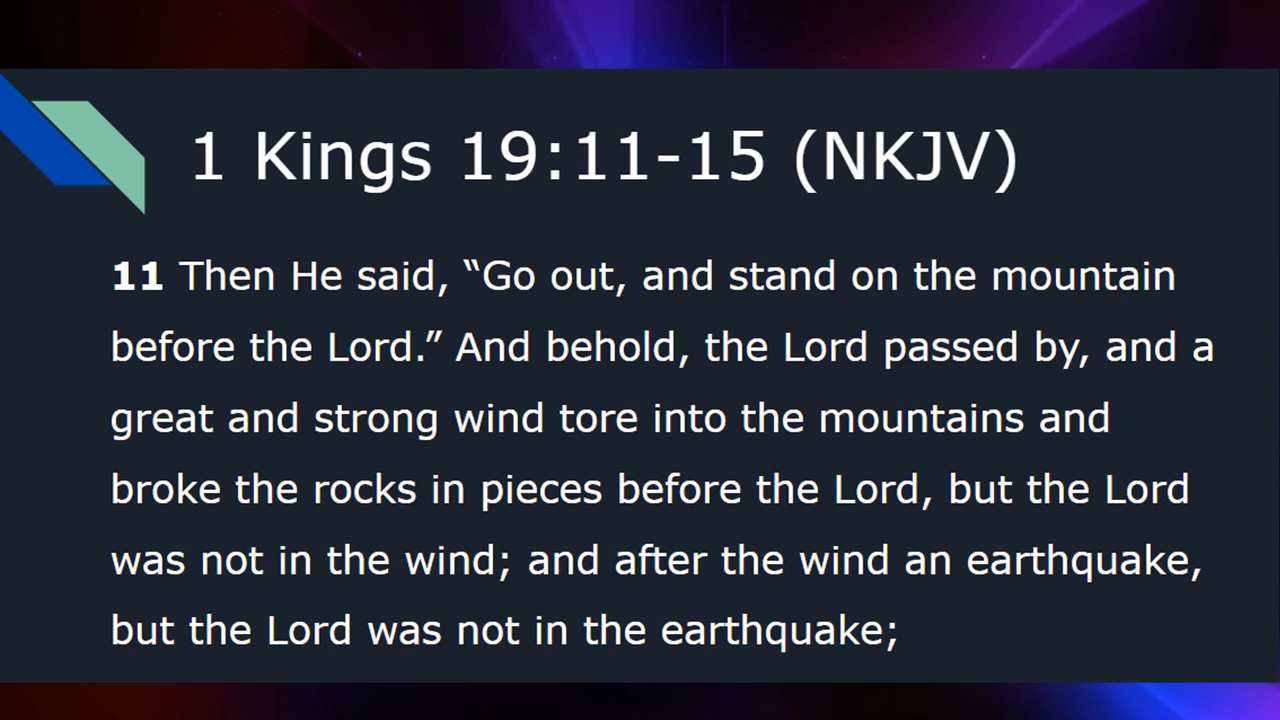 1 Kings 19:11-15 (NKJV)
11 Then He said, “Go out, and stand on the mountain
before the Lord.” And behold, the Lord passed by, and a
great and strong wind tore into the mountains and
broke the rocks in pieces before the Lord, but the Lord
was not in the wind; and after the wind an earthquake,
but the Lord was not in the earthquake;